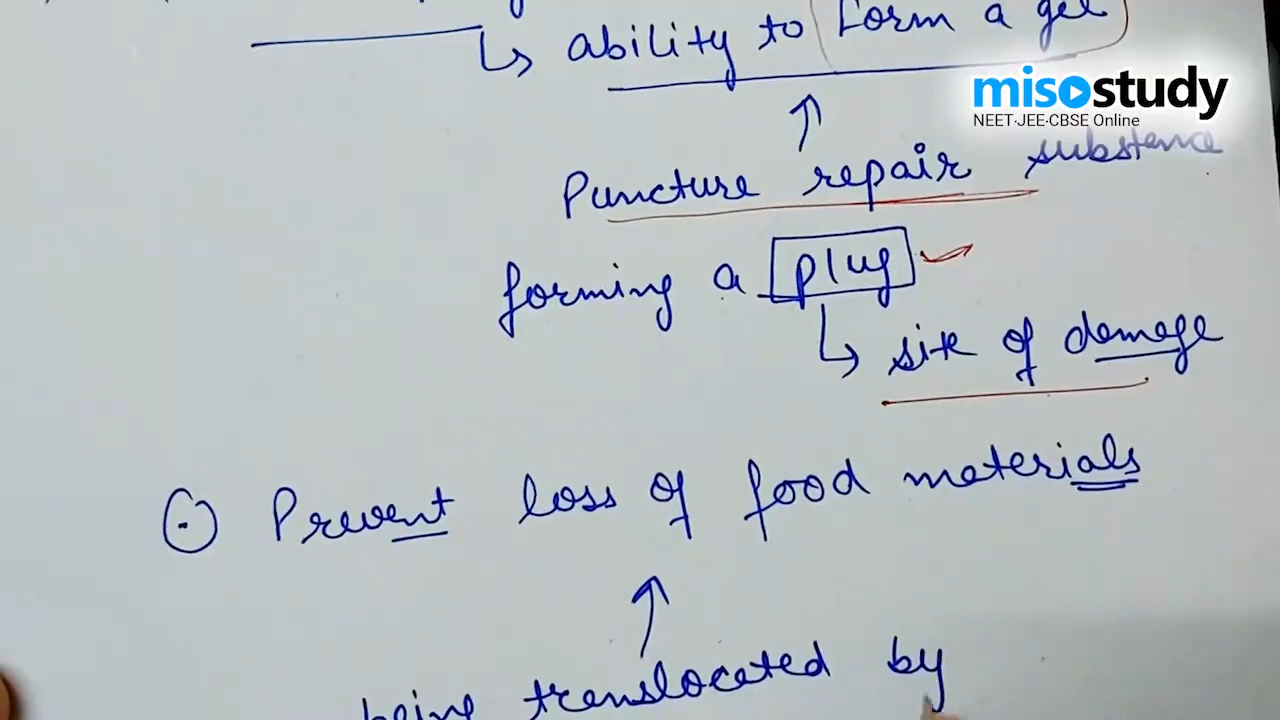 ability to form a gel
misostudy
NEET-JEE-CBSE Online
Puncture repair substance
forming a plug
site of damage
Prevent loss of food materials
being translocated by